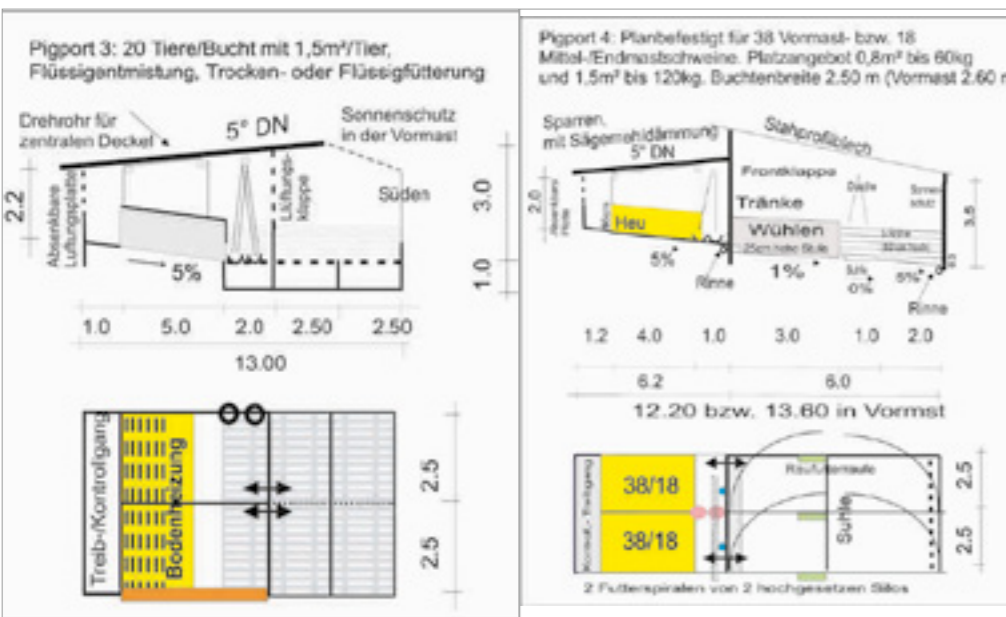 Pigport 3: 20 Tiere/Bucht mit 1,5m²/Tier,
Flüssigentmistung, Trocken- oder Flüssigfütterung
Drehrohr für
zentralen Deckel
5° DN
Sonnenschutz
in der Vormast
2.2
Absenkbare
Luftungsplatte
Lüftungs-
klappe
Süden
3.0
1.0
5%
1.0 5.0 2.0 2.50 2.50
13.00
Treib-/Kontrollgang
Bodenheizung
2.5
2.5
Pigport 4: Planbefestigt für 38 Vormast- bzw. 18
Mittel-/Endmastschweine. Platzangebot 0,8m² bis 60kg
und 1,5m² bis 120kg. Buchtenbreite 2.50 m (Vormast 2.60 m
Sparren,
mit Sägemehldämmung
5° DN
Stahlprofilblech
Frontklappe
Tränke
Dusche
2.0
Heu
Wühlen
25cm hohe Stufe
3.5
5%
Rinne
1%
0%
5%
Rinne
1.2 4.0 1.0 3.0 1.0 2.0
6.2 6.0
12.20 bzw. 13.60 in Vormst
38/18
38/18
Raufutterraufe
Suhle
2.5
2.5
2 Futterspiralen von 2 hochgesetzen Silos